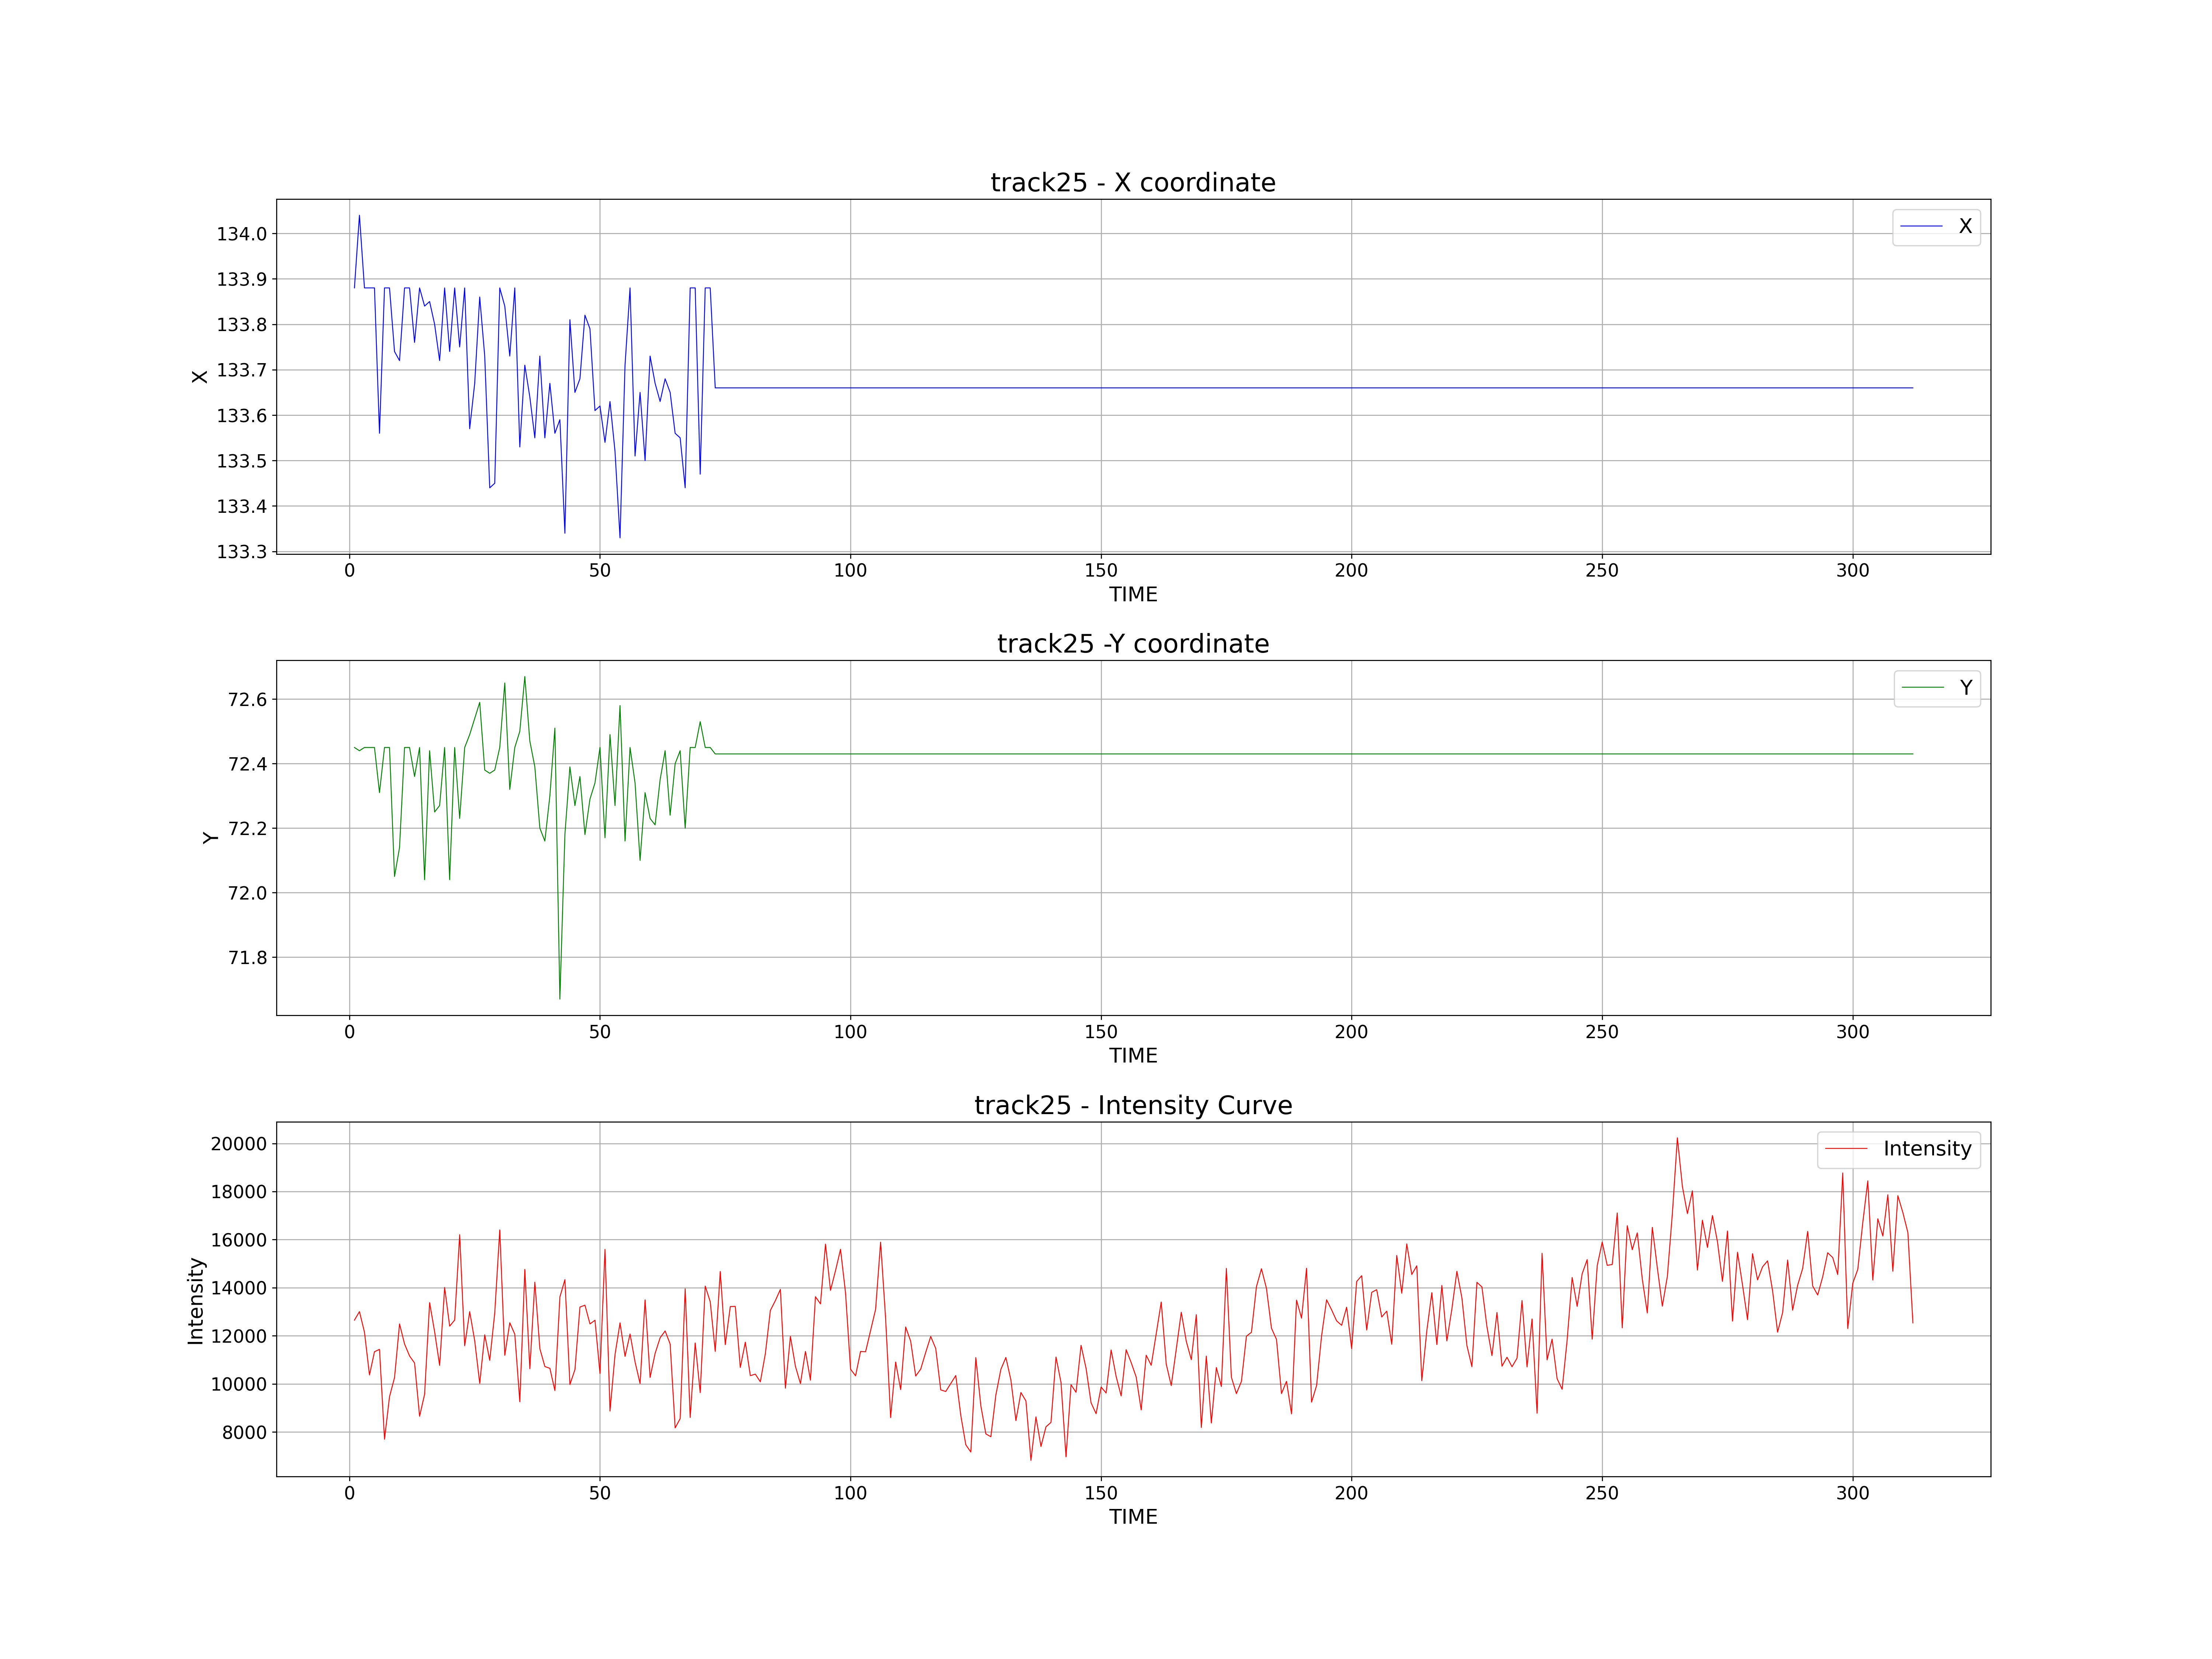 track25 - X coordinate
X
134.0
133.9
133.8
133.7
133.6
133.5
133.4
133.3
X
0 50 100 150 200 250 300
TIME
track25 -Y coordinate
Y
72.6
72.4
72.2
72.0
71.8
Y
0 50 100 150 200 250 300
TIME
track25 - Intensity Curve
Intensity
20000
18000
16000
14000
12000
10000
8000
Intensity
0 50 100 150 200 250 300
TIME